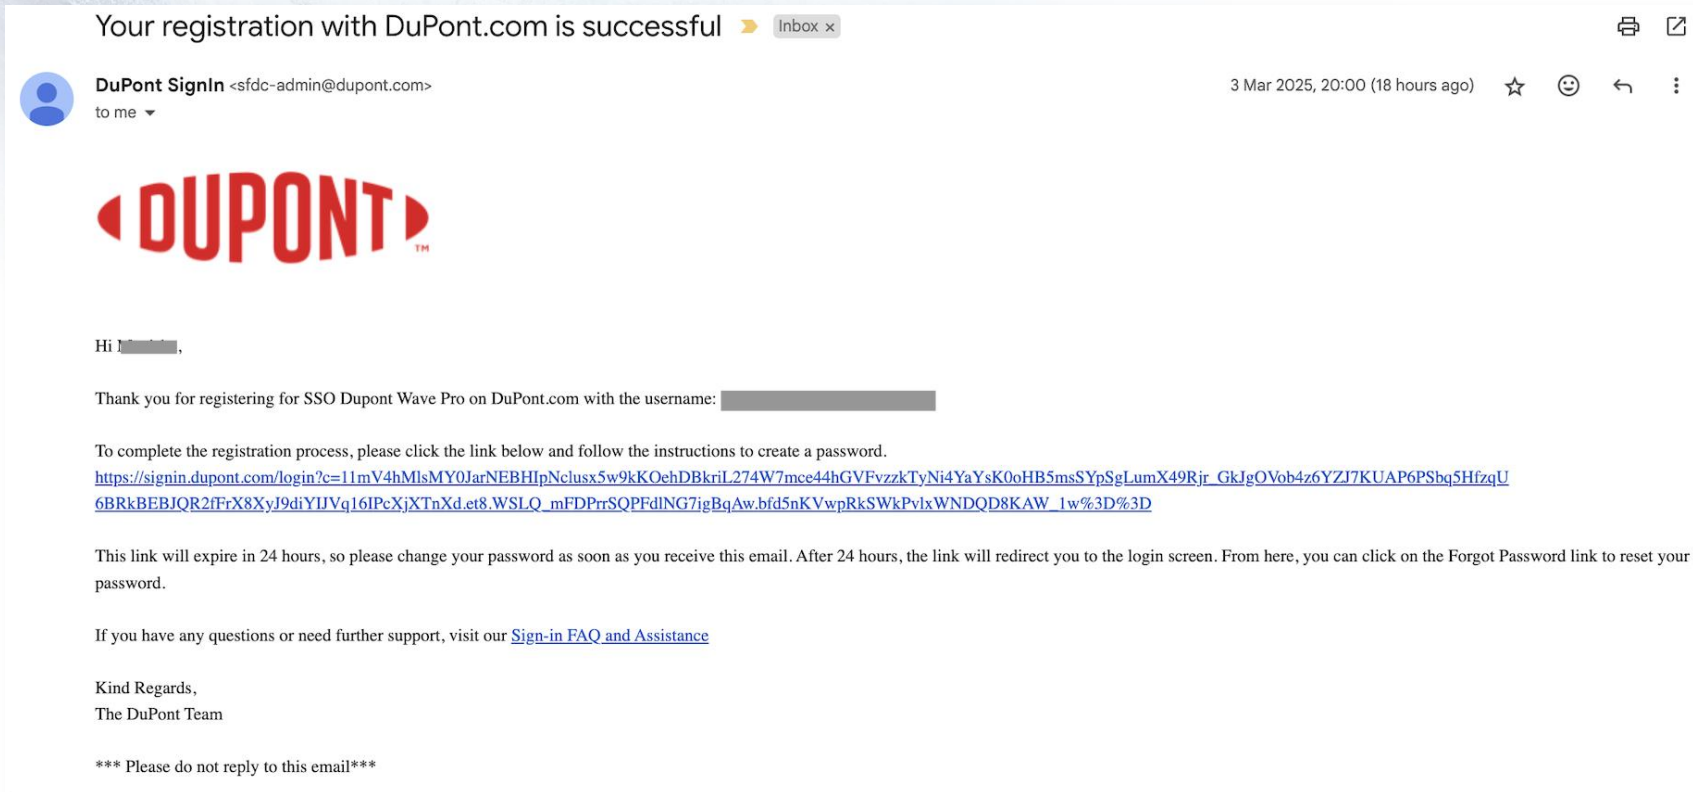 Your registration with DuPont.com is successful Inbox x
DuPont SignIn <sfdc-admin@dupont.com> 3 Mar 2025, 20:00 (18 hours ago)
to me
DUPONT™
Hi ,
Thank you for registering for SSO Dupont Wave Pro on DuPont.com with the username:
To complete the registration process, please click the link below and follow the instructions to create a password.
https://signin.dupont.com/login?c=11mV4hMlsMY0JarNEBHIpNclusx5w9kKOehDBkriL274W7mce44hGVFvzzkTyNi4YaYsK0oHB5msSYpSgLumX49Rjr_GkJgOVob4z6YZJ7KUAP6PSbq5HfzqU
6BRkBEBJQR2fFrX8XyJ9diYIJVq16IPcXjXTnXd.et8.WSLQ_mFDPrrSQPFdlNG7igBqAw.bfd5nKVwpRkSWkPvlxWNDQD8KAW_1w%3D%3D
This link will expire in 24 hours, so please change your password as soon as you receive this email. After 24 hours, the link will redirect you to the login screen. From here, you can click on the Forgot Password link to reset your
password.
If you have any questions or need further support, visit our Sign-in FAQ and Assistance
Kind Regards,
The DuPont Team
*** Please do not reply to this email***